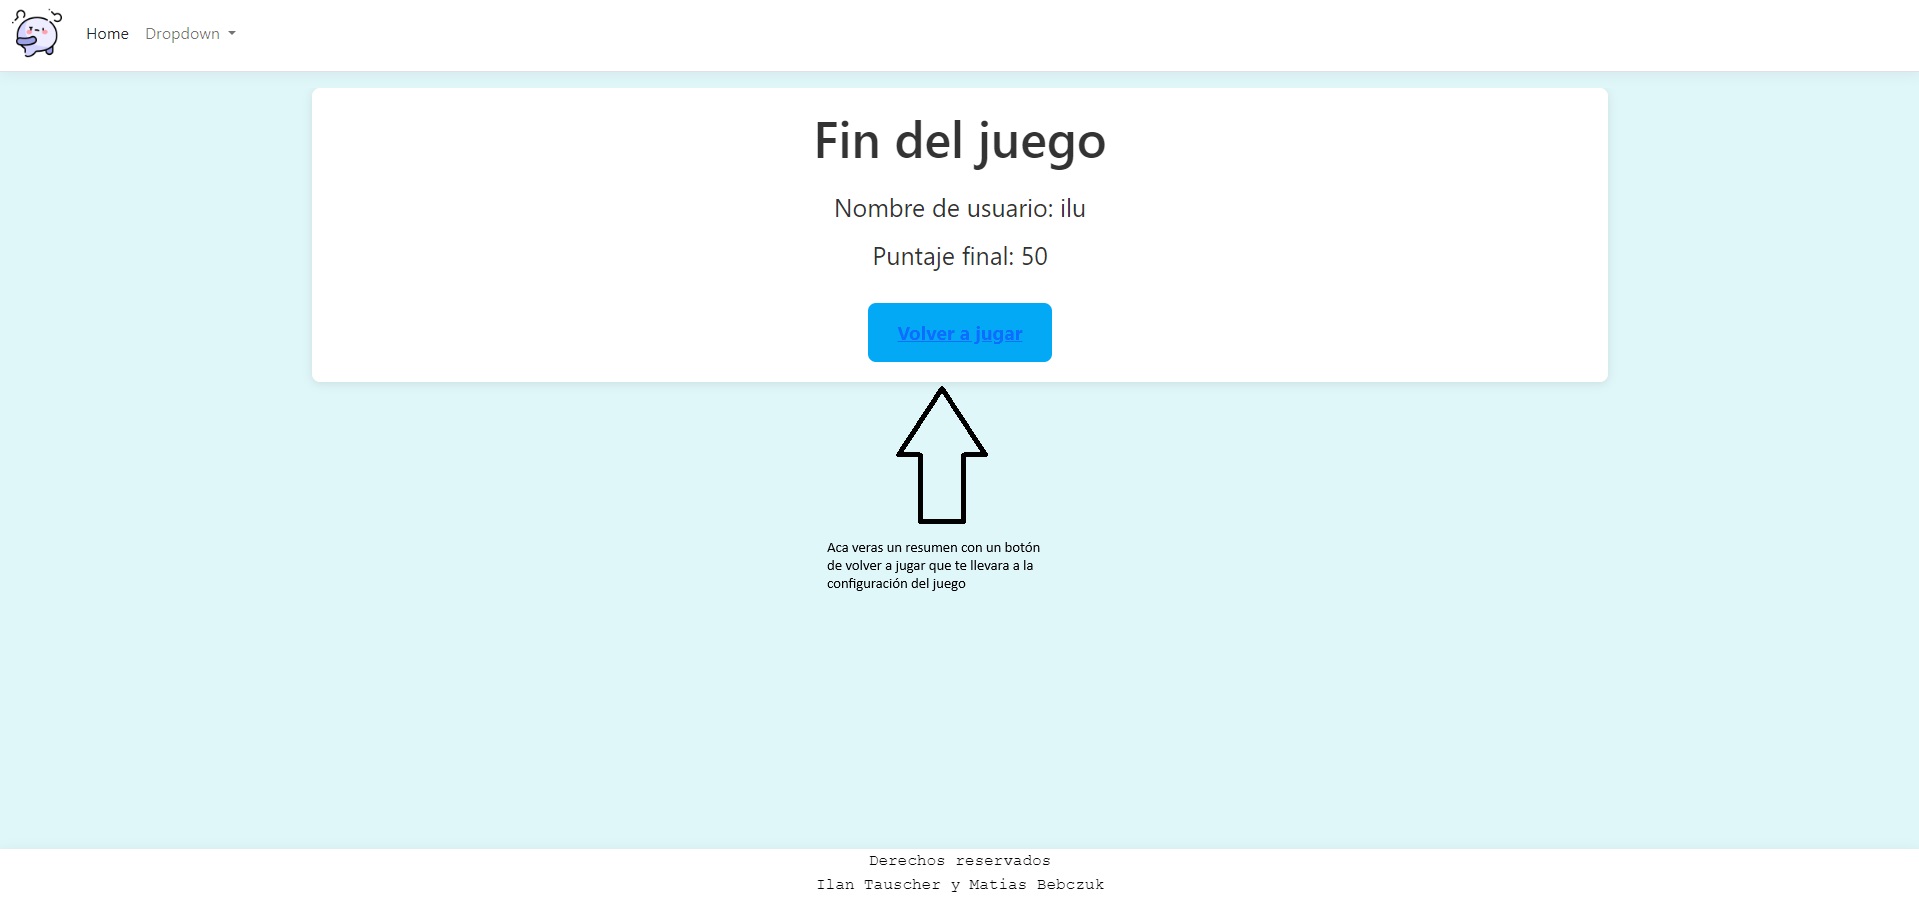 Home Dropdown
Fin del juego
Nombre de usuario: ilu
Puntaje final: 50
Volver a jugar
Aca veras un resumen con un botón
de volver a jugar que te llevara a la
configuración del juego
Derechos reservados
Ilan Tauscher y Matias Bebczuk